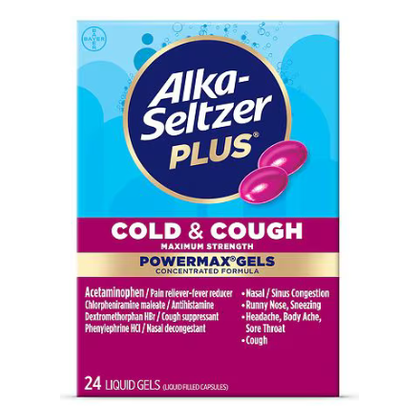 BAYER
Alka-
Seltzer
PLUS®
COLD & COUGH
MAXIMUM STRENGTH
POWERMAX® GELS
CONCENTRATED FORMULA
Acetaminophen / Pain reliever-fever reducer
Chlorpheniramine maleate / Antihistamine
Dextromethorphan HBr / Cough suppressant
Phenylephrine HCl / Nasal decongestant
• Nasal / Sinus Congestion
• Runny Nose, Sneezing
• Headache, Body Ache,
Sore Throat
• Cough
24 LIQUID GELS (LIQUID FILLED CAPSULES)